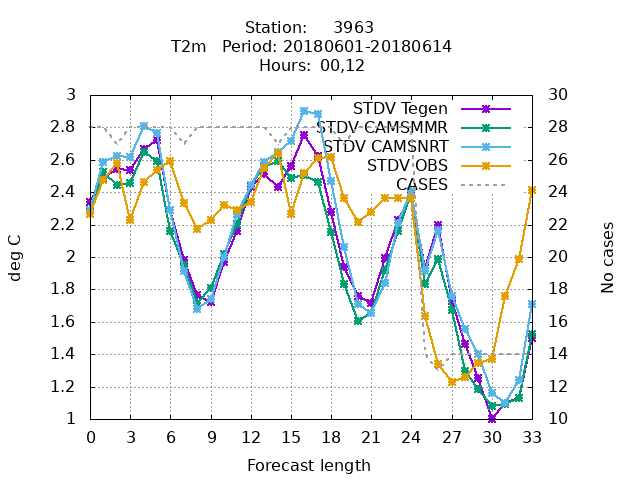 Station: 3963
T2m Period: 20180601-20180614
Hours: 00,12
3 30
STDV Tegen
2.8 28
STDV CAMSMMR
STDV CAMSNRT
2.6 26
STDV OBS
CASES
2.4 24
2.2 22
2 20
deg C
No cases
1.8 18
1.6 16
1.4 14
1.2 12
1 10
0 3 6 9 12 15 18 21 24 27 30 33
Forecast length